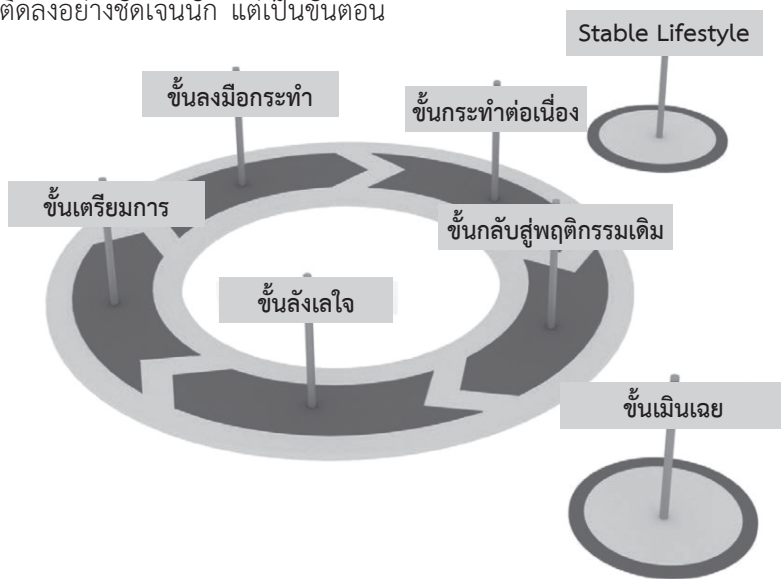 ติดลงอย่างชัดเจนนัก แต่เป็นขั้นตอน
Stable Lifestyle
ขั้นลงมือกระทำ
ขั้นกระทำต่อเนื่อง
ขั้นเตรียมการ
ขั้นกลับสู่พฤติกรรมเดิม
ขั้นลังเลใจ
ขั้นเมินเฉย